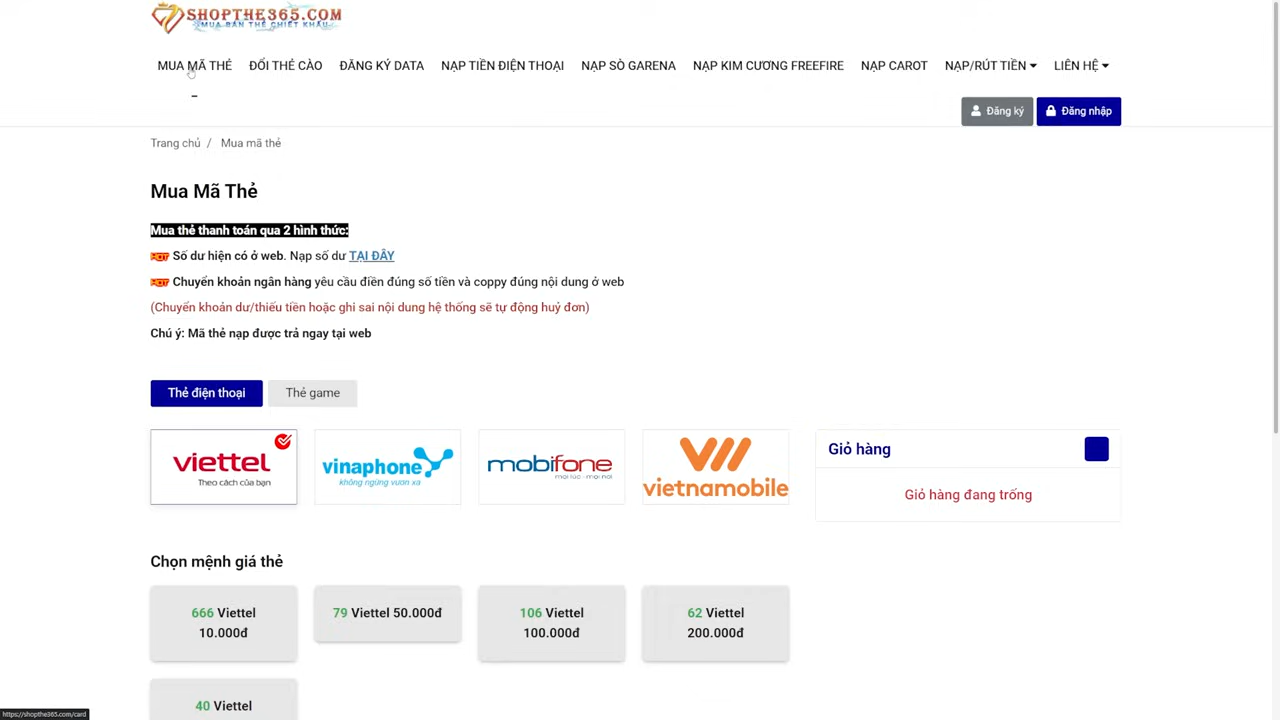 SHOPTHE365.COM
MUA BÁN THẺ CHIẾT KHẤU
MUA MÃ THẺ ĐỔI THẺ CÀO ĐĂNG KÝ DATA NẠP TIỀN ĐIỆN THOẠI NẠP SÒ GARENA NẠP KIM CƯƠNG FREEFIRE NẠP CAROT NẠP/RÚT TIỀN LIÊN HỆ
Đăng ký Đăng nhập
Trang chủ / Mua mã thẻ
Mua Mã Thẻ
Mua thẻ thanh toán qua 2 hình thức:
HOT Số dư hiện có ở web. Nạp số dư TẠI ĐÂY
HOT Chuyển khoản ngân hàng yêu cầu điền đúng số tiền và coppy đúng nội dung ở web
(Chuyển khoản dư/thiếu tiền hoặc ghi sai nội dung hệ thống sẽ tự động huỷ đơn)
Chú ý: Mã thẻ nạp được trả ngay tại web
Thẻ điện thoại Thẻ game
viettel
Theo cách của bạn
vinaphone
không ngừng vươn xa
mobifone
mọi lúc · mọi nơi
vietnamobile
Giỏ hàng
Giỏ hàng đang trống
Chọn mệnh giá thẻ
666 Viettel
10.000đ
79 Viettel 50.000đ
106 Viettel
100.000đ
62 Viettel
200.000đ
40 Viettel
https://shopthe365.com/card